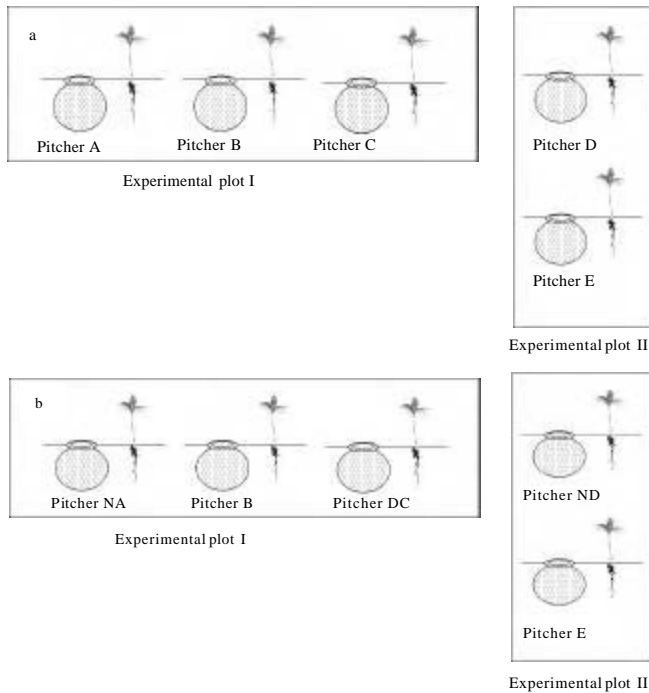 a
Pitcher A Pitcher B Pitcher C
Experimental plot I
Pitcher D
Pitcher E
Experimental plot II
b
Pitcher NA Pitcher B Pitcher DC
Experimental plot I
Pitcher ND
Pitcher E
Experimental plot II